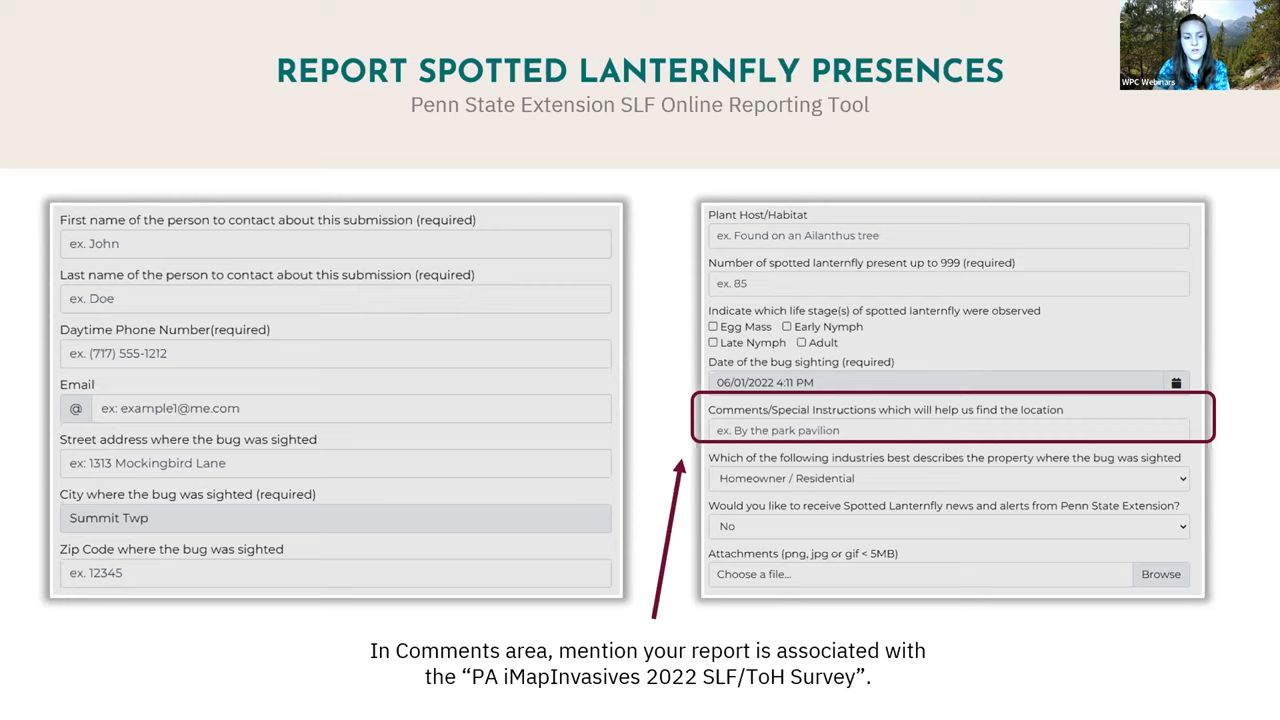 REPORT SPOTTED LANTERNFLY PRESENCES
Penn State Extension SLF Online Reporting Tool
WPC Webinars
First name of the person to contact about this submission (required)
ex. John
Last name of the person to contact about this submission (required)
ex. Doe
Daytime Phone Number(required)
ex. (717) 555-1212
Email
@ ex: example1@me.com
Street address where the bug was sighted
ex: 1313 Mockingbird Lane
City where the bug was sighted (required)
Summit Twp
Zip Code where the bug was sighted
ex. 12345
Plant Host/Habitat
ex. Found on an Ailanthus tree
Number of spotted lanternfly present up to 999 (required)
ex. 85
Indicate which life stage(s) of spotted lanternfly were observed
Egg Mass Early Nymph
Late Nymph Adult
Date of the bug sighting (required)
06/01/2022 4:11 PM
Comments/Special Instructions which will help us find the location
ex. By the park pavilion
Which of the following industries best describes the property where the bug was sighted
Homeowner / Residential
Would you like to receive Spotted Lanternfly news and alerts from Penn State Extension?
No
Attachments (png, jpg or gif < 5MB)
Choose a file... Browse
In Comments area, mention your report is associated with
the “PA iMapInvasives 2022 SLF/ToH Survey”.